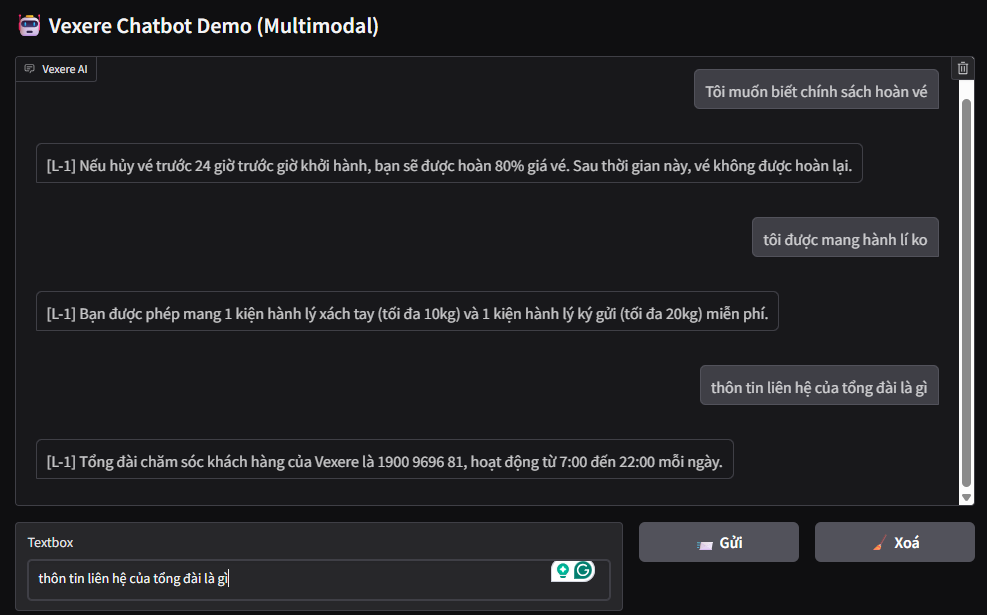 Vexere Chatbot Demo (Multimodal)
Vexere AI
Tôi muốn biết chính sách hoàn vé
[L-1] Nếu hủy vé trước 24 giờ trước giờ khởi hành, bạn sẽ được hoàn 80% giá vé. Sau thời gian này, vé không được hoàn lại.
tôi được mang hành lí ko
[L-1] Bạn được phép mang 1 kiện hành lý xách tay (tối đa 10kg) và 1 kiện hành lý ký gửi (tối đa 20kg) miễn phí.
thôn tin liên hệ của tổng đài là gì
[L-1] Tổng đài chăm sóc khách hàng của Vexere là 1900 9696 81, hoạt động từ 7:00 đến 22:00 mỗi ngày.
Textbox
thôn tin liên hệ của tổng đài là gì
Gửi
Xoá